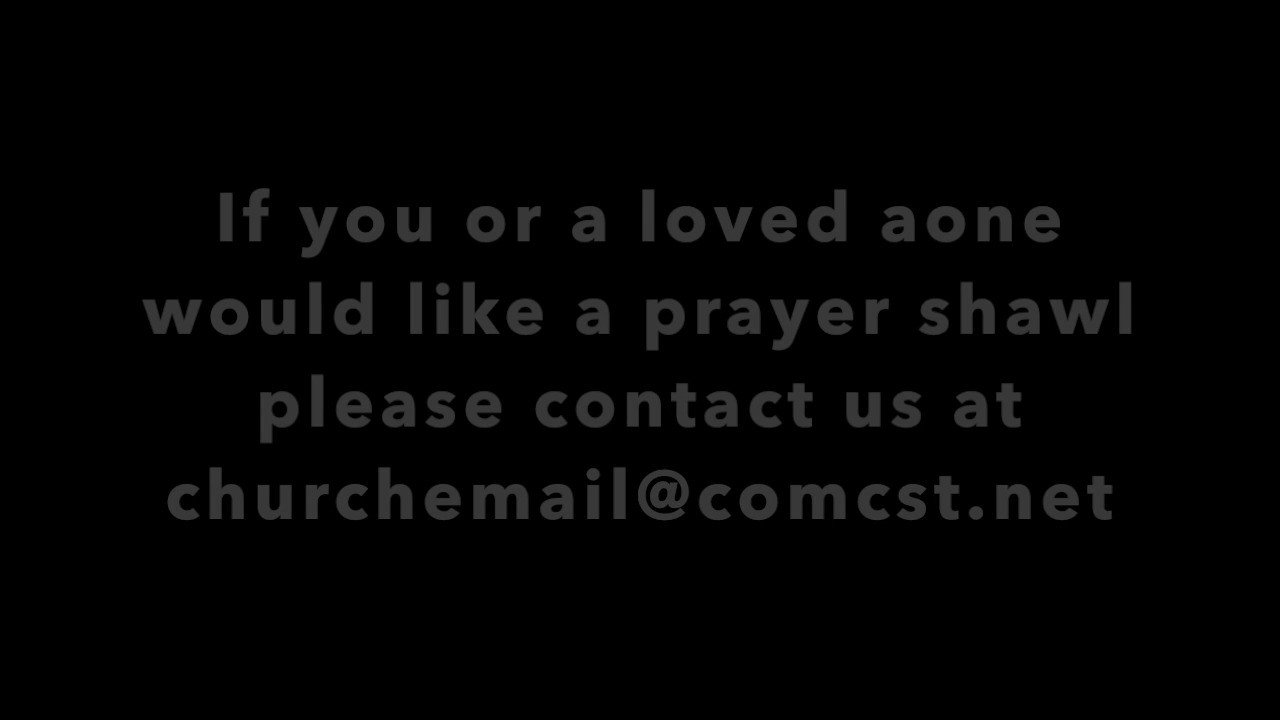 If you or a loved aone
would like a prayer shawl
please contact us at
churchemail@comcst.net